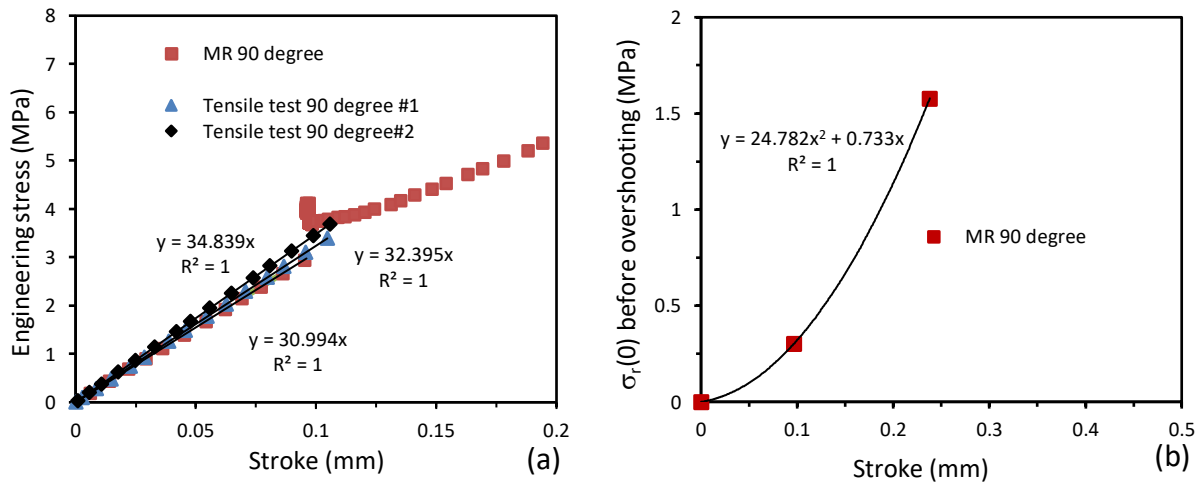 8
7
6
5
4
3
2
1
0
Engineering stress (MPa)
MR 90 degree
Tensile test 90 degree #1
Tensile test 90 degree#2
y = 34.839x
R² = 1
y = 32.395x
R² = 1
y = 30.994x
R² = 1
0 0.05 0.1 0.15 0.2
Stroke (mm)
(a)
2
1.5
1
0.5
0
σr(0) before overshooting (MPa)
y = 24.782x² + 0.733x
R² = 1
MR 90 degree
0 0.1 0.2 0.3 0.4 0.5
Stroke (mm)
(b)